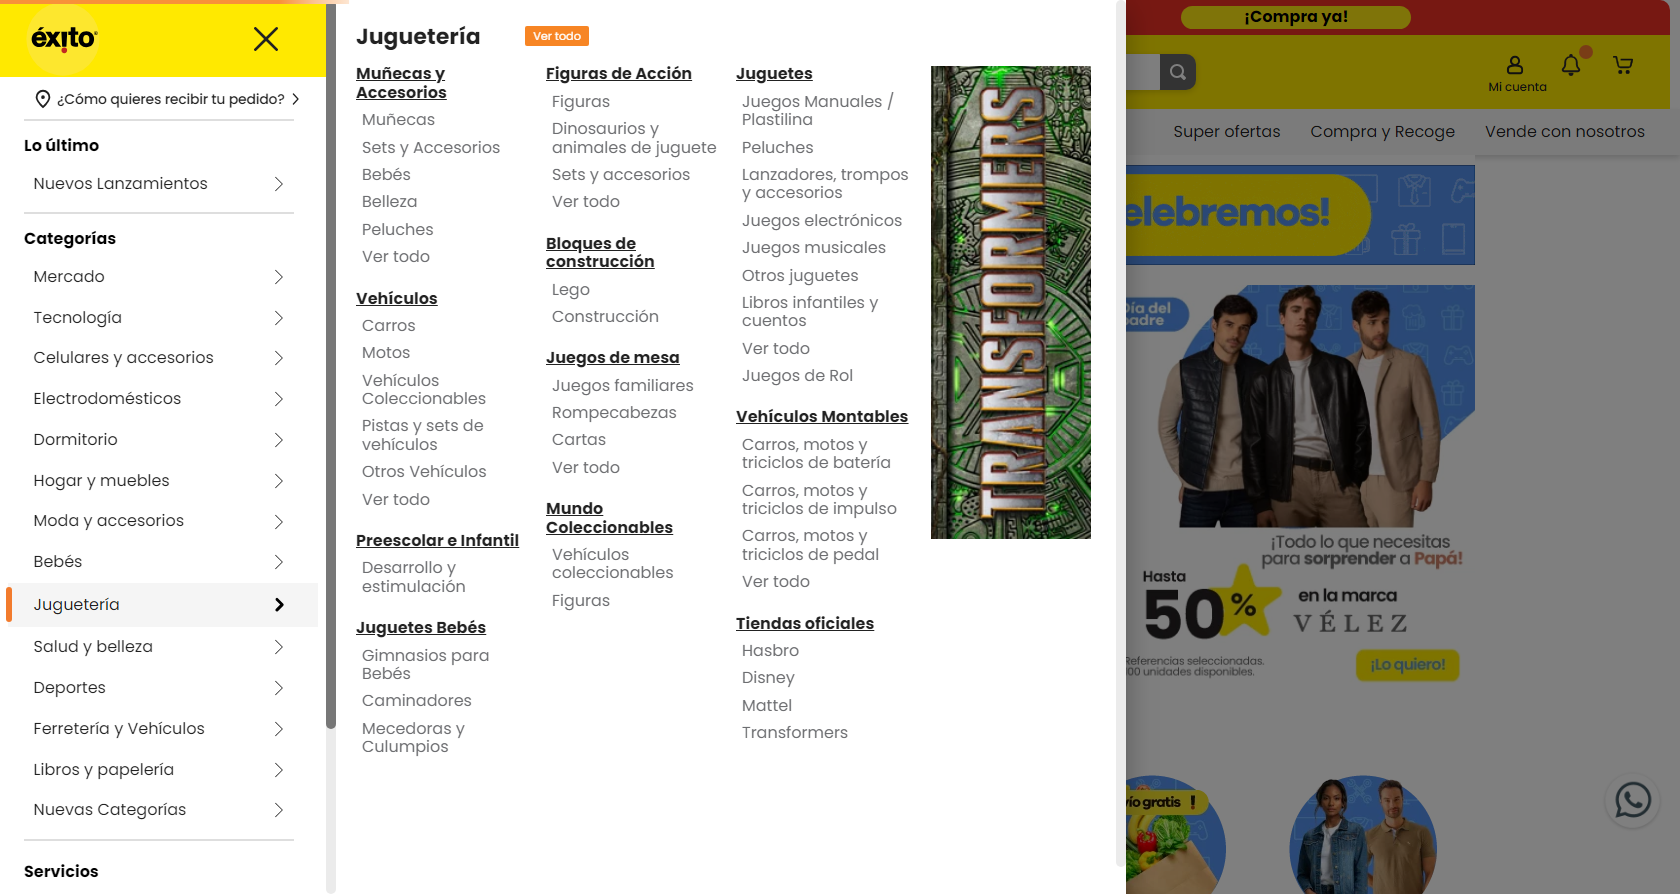 éxito
¿Cómo quieres recibir tu pedido?
Lo último
Nuevos Lanzamientos
Categorías
Mercado
Tecnología
Celulares y accesorios
Electrodomésticos
Dormitorio
Hogar y muebles
Moda y accesorios
Bebés
Juguetería
Salud y belleza
Deportes
Ferretería y Vehículos
Libros y papelería
Nuevas Categorías
Servicios
Juguetería
Ver todo
Muñecas y
Accesorios
Muñecas
Sets y Accesorios
Bebés
Belleza
Peluches
Ver todo
Vehículos
Carros
Motos
Vehículos
Coleccionables
Pistas y sets de
vehículos
Otros Vehículos
Ver todo
Preescolar e Infantil
Desarrollo y
estimulación
Juguetes Bebés
Gimnasios para
Bebés
Caminadores
Mecedoras y
Culumpios
Figuras de Acción
Figuras
Dinosaurios y
animales de juguete
Sets y accesorios
Ver todo
Bloques de
construcción
Lego
Construcción
Juegos de mesa
Juegos familiares
Rompecabezas
Cartas
Ver todo
Mundo
Coleccionables
Vehículos
coleccionables
Figuras
Juguetes
Juegos Manuales /
Plastilina
Peluches
Lanzadores, trompos
y accesorios
Juegos electrónicos
Juegos musicales
Otros juguetes
Libros infantiles y
cuentos
Ver todo
Juegos de Rol
Vehículos Montables
Carros, motos y
triciclos de batería
Carros, motos y
triciclos de impulso
Carros, motos y
triciclos de pedal
Ver todo
Tiendas oficiales
Hasbro
Disney
Mattel
Transformers
TRANSFORMERS
¡Compra ya!
Mi cuenta
Super ofertas
Compra y Recoge
Vende con nosotros
elebremos!
Día del
padre
¡Todo lo que necesitas
para sorprender a Papá!
Hasta
50%
en la marca
VÉLEZ
Referencias seleccionadas.
100 unidades disponibles.
¡Lo quiero!
vío gratis !